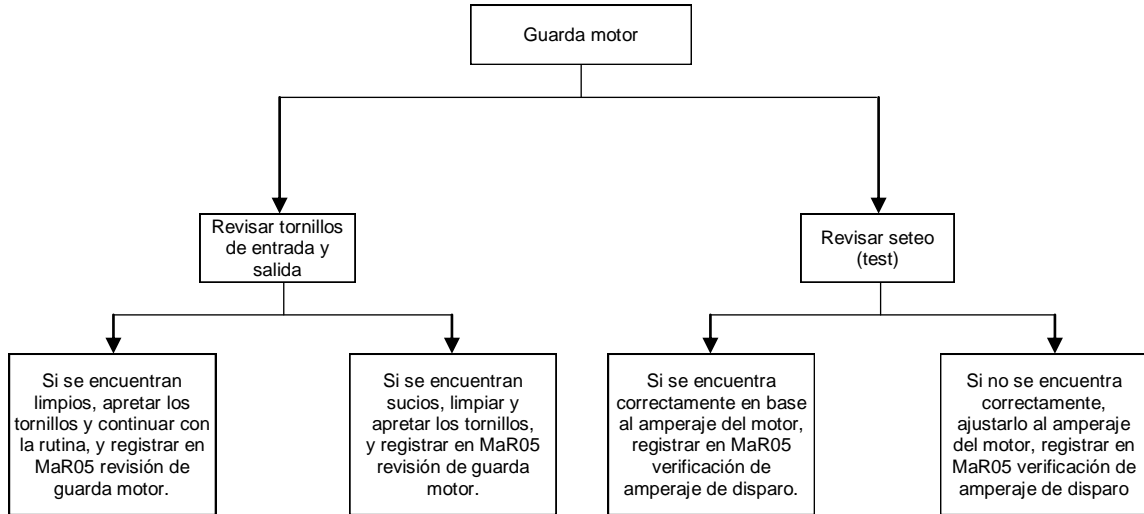 Guarda motor
Revisar tornillos
de entrada y
salida
Revisar seteo
(test)
Si se encuentran
limpios, apretar los
tornillos y continuar con
la rutina, y registrar en
MaR05 revisión de
guarda motor.
Si se encuentran
sucios, limpiar y
apretar los tornillos,
y registrar en MaR05
revisión de guarda
motor.
Si se encuentra
correctamente en base
al amperaje del motor,
registrar en MaR05
verificación de
amperaje de disparo.
Si no se encuentra
correctamente,
ajustarlo al amperaje
del motor, registrar en
MaR05 verificación de
amperaje de disparo